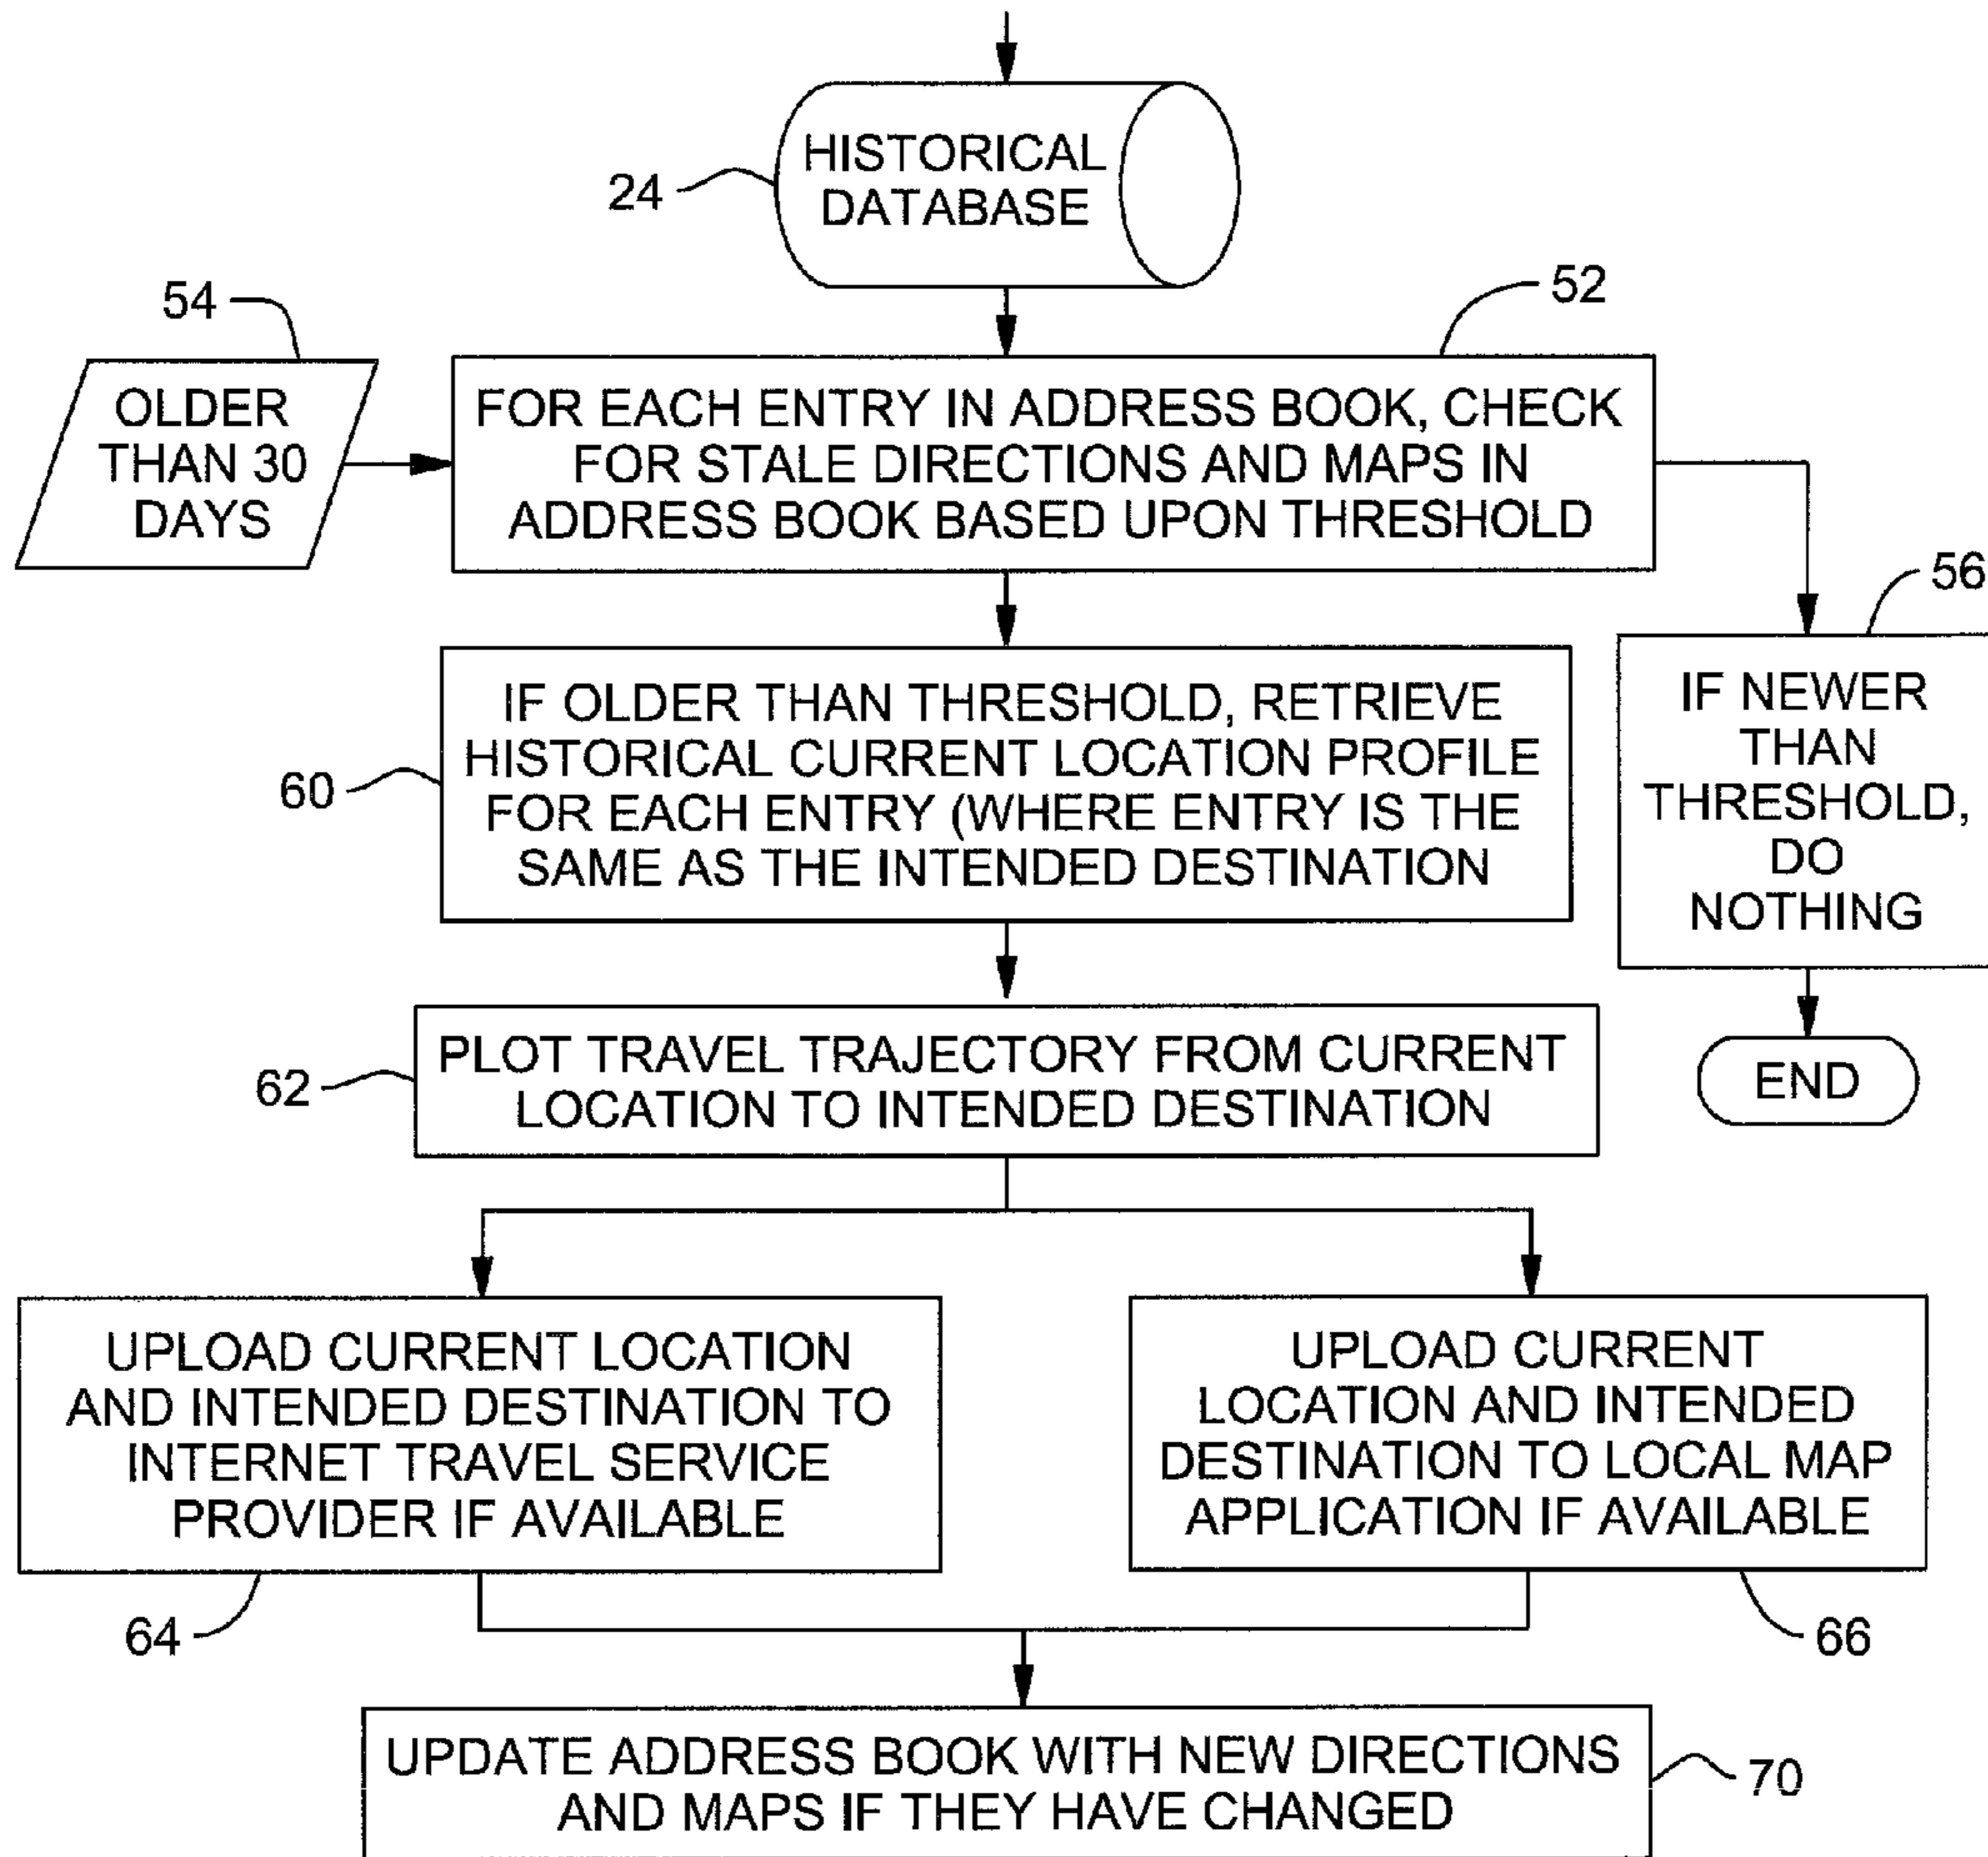 HISTORICAL
DATABASE
24
54
52
OLDER
THAN 30
DAYS
FOR EACH ENTRY IN ADDRESS BOOK, CHECK
FOR STALE DIRECTIONS AND MAPS IN
ADDRESS BOOK BASED UPON THRESHOLD
56
IF NEWER
THAN
THRESHOLD,
DO
NOTHING
IF OLDER THAN THRESHOLD, RETRIEVE
HISTORICAL CURRENT LOCATION PROFILE
FOR EACH ENTRY (WHERE ENTRY IS THE
SAME AS THE INTENDED DESTINATION
60
PLOT TRAVEL TRAJECTORY FROM CURRENT
LOCATION TO INTENDED DESTINATION
62
END
UPLOAD CURRENT LOCATION
AND INTENDED DESTINATION TO
INTERNET TRAVEL SERVICE
PROVIDER IF AVAILABLE
64
UPLOAD CURRENT
LOCATION AND INTENDED
DESTINATION TO LOCAL MAP
APPLICATION IF AVAILABLE
66
UPDATE ADDRESS BOOK WITH NEW DIRECTIONS
AND MAPS IF THEY HAVE CHANGED
70